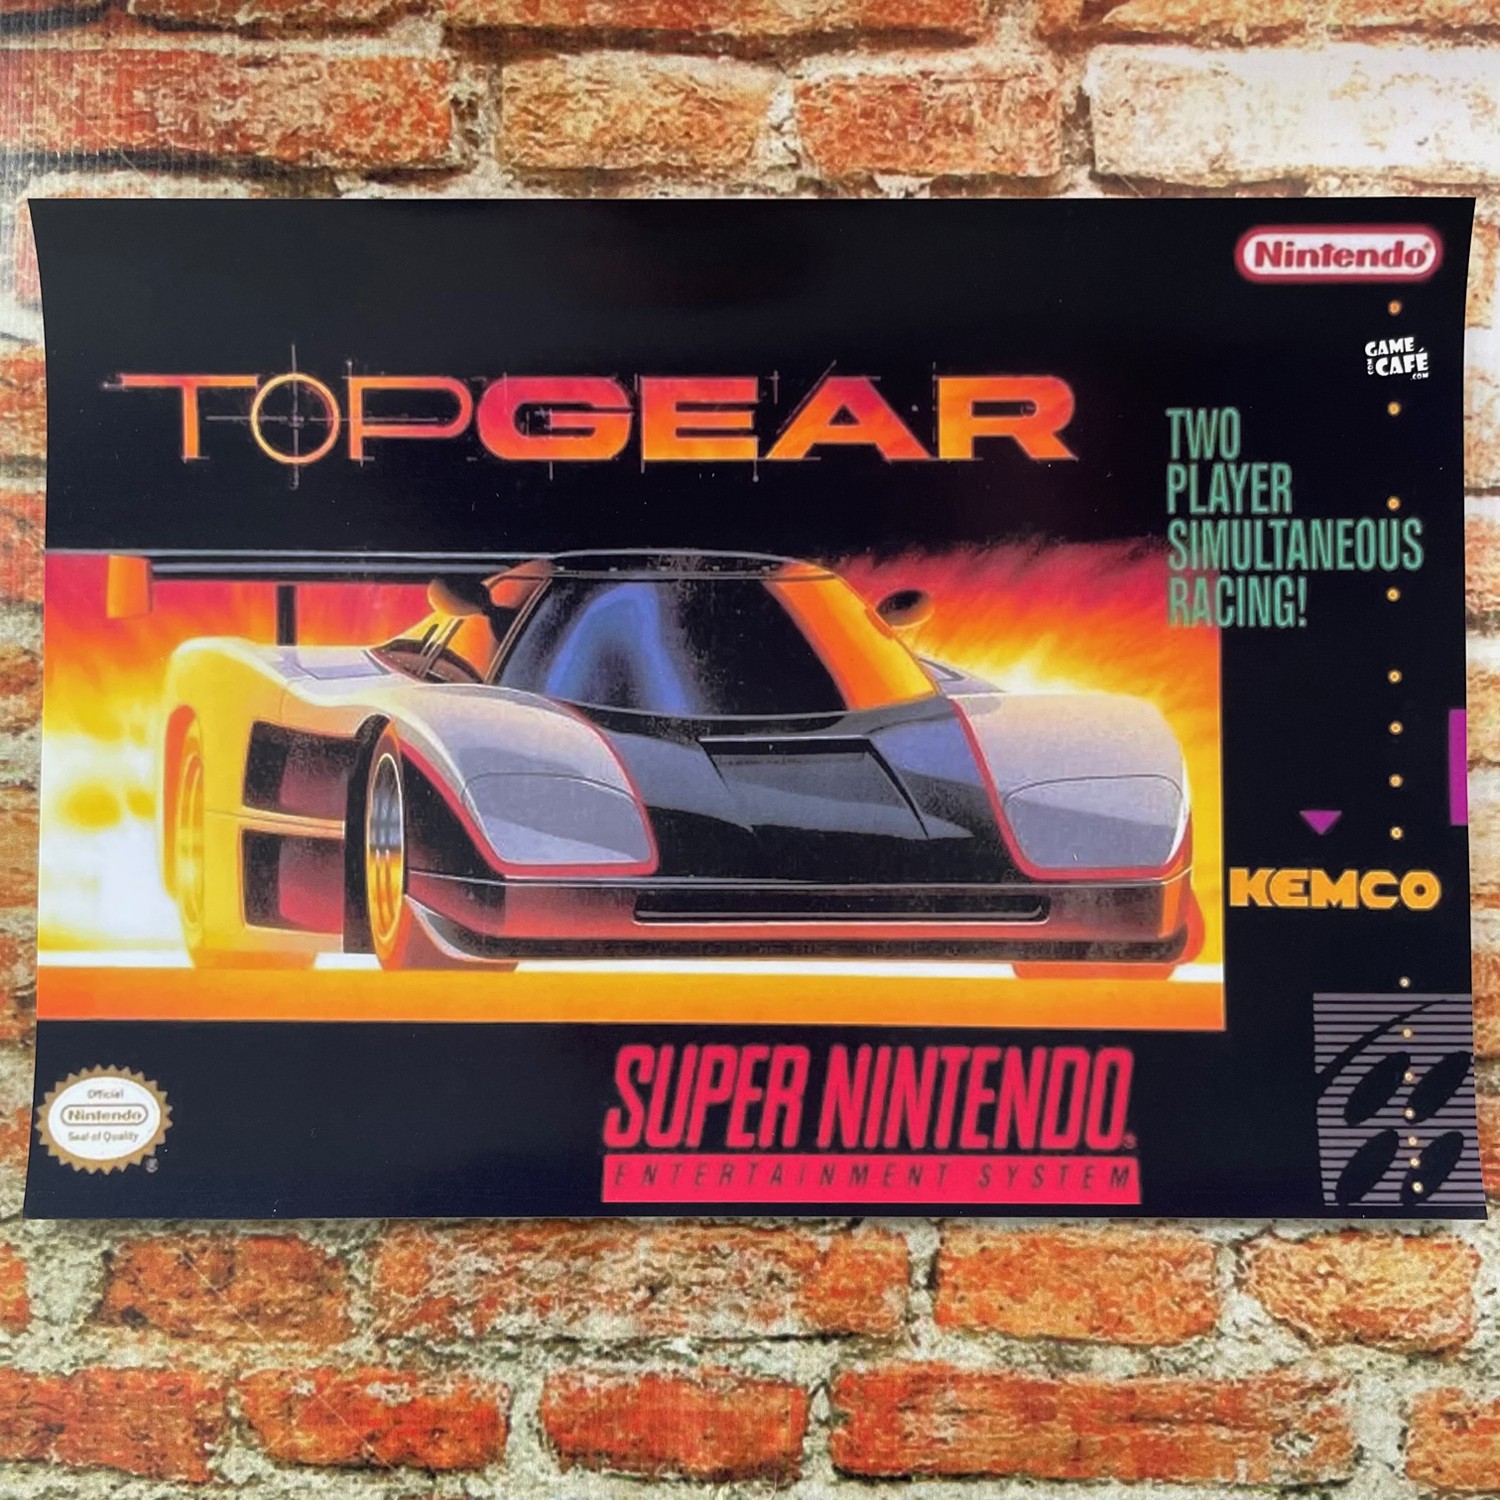 Nintendo®
GAME
COM
CAFÉ
.COM
TOPGEAR
TWO
PLAYER
SIMULTANEOUS
RACING!
KEMCO
Official
Nintendo
Seal of Quality
®
SUPER NINTENDO®
ENTERTAINMENT SYSTEM